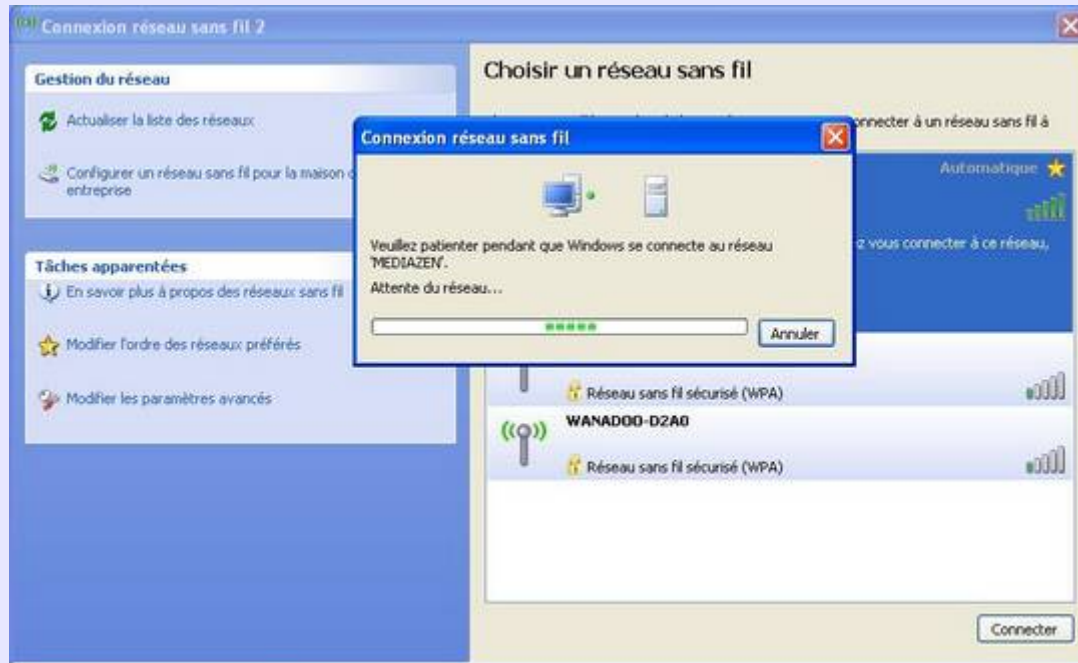 Connexion réseau sans fil 2
Gestion du réseau
Actualiser la liste des réseaux
Configurer un réseau sans fil pour la maison
entreprise
Tâches apparentées
En savoir plus à propos des réseaux sans fil
Modifier l'ordre des réseaux préférés
Modifier les paramètres avancés
Choisir un réseau sans fil
onnecter à un réseau sans fil à
Automatique
z vous connecter à ce réseau,
Connexion réseau sans fil
Veuillez patienter pendant que Windows se connecte au réseau
'MEDIAZEN'.
Attente du réseau...
Annuler
Réseau sans fil sécurisé (WPA)
WANADOO-D2A0
Réseau sans fil sécurisé (WPA)
Connecter